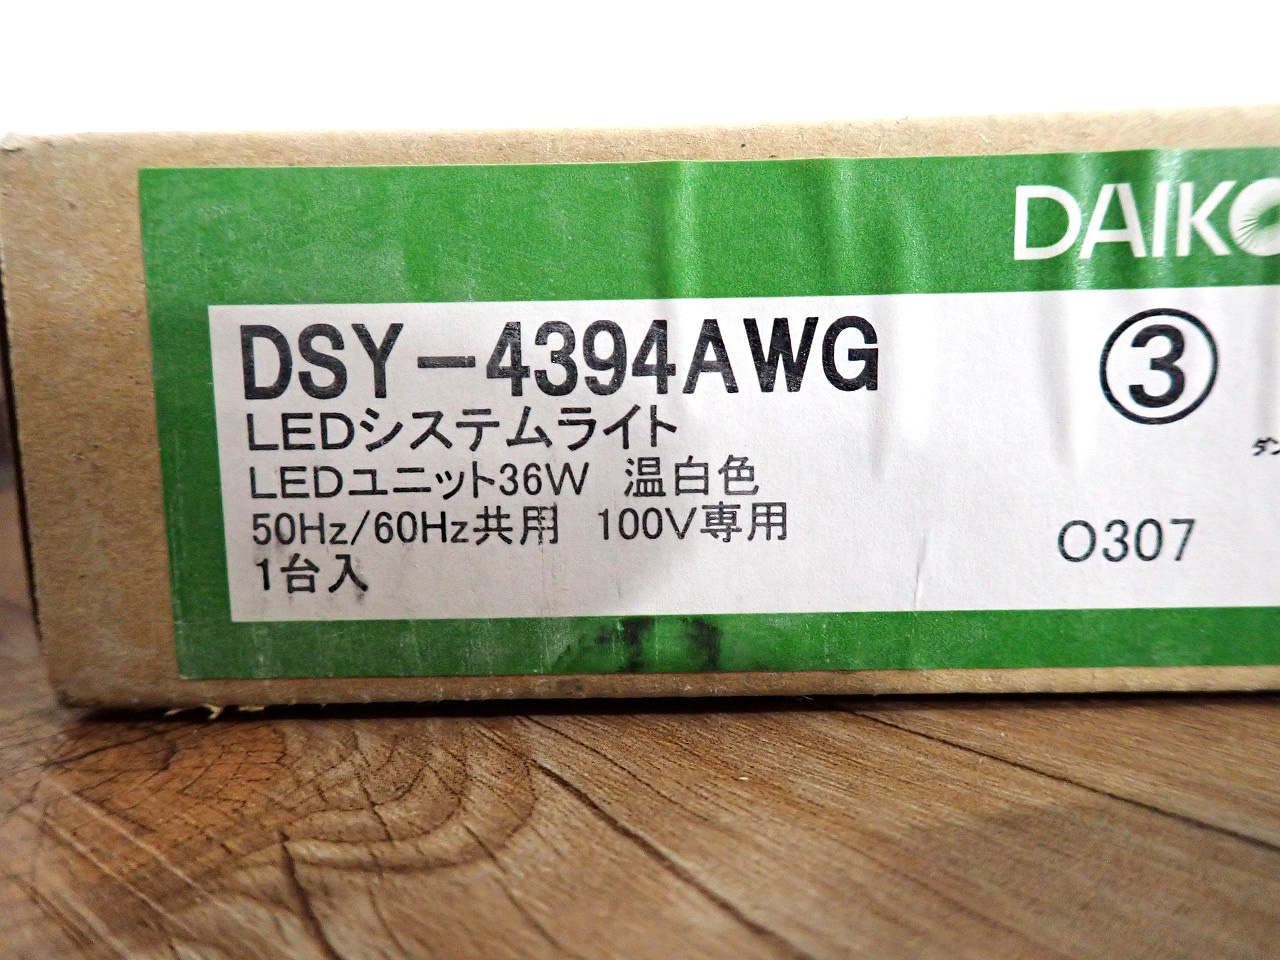 DAIKO
DSY-4394AWG
③
LEDシステムライト
LEDユニット36W 温白色
50Hz/60Hz共用 100V専用
O307
1台入